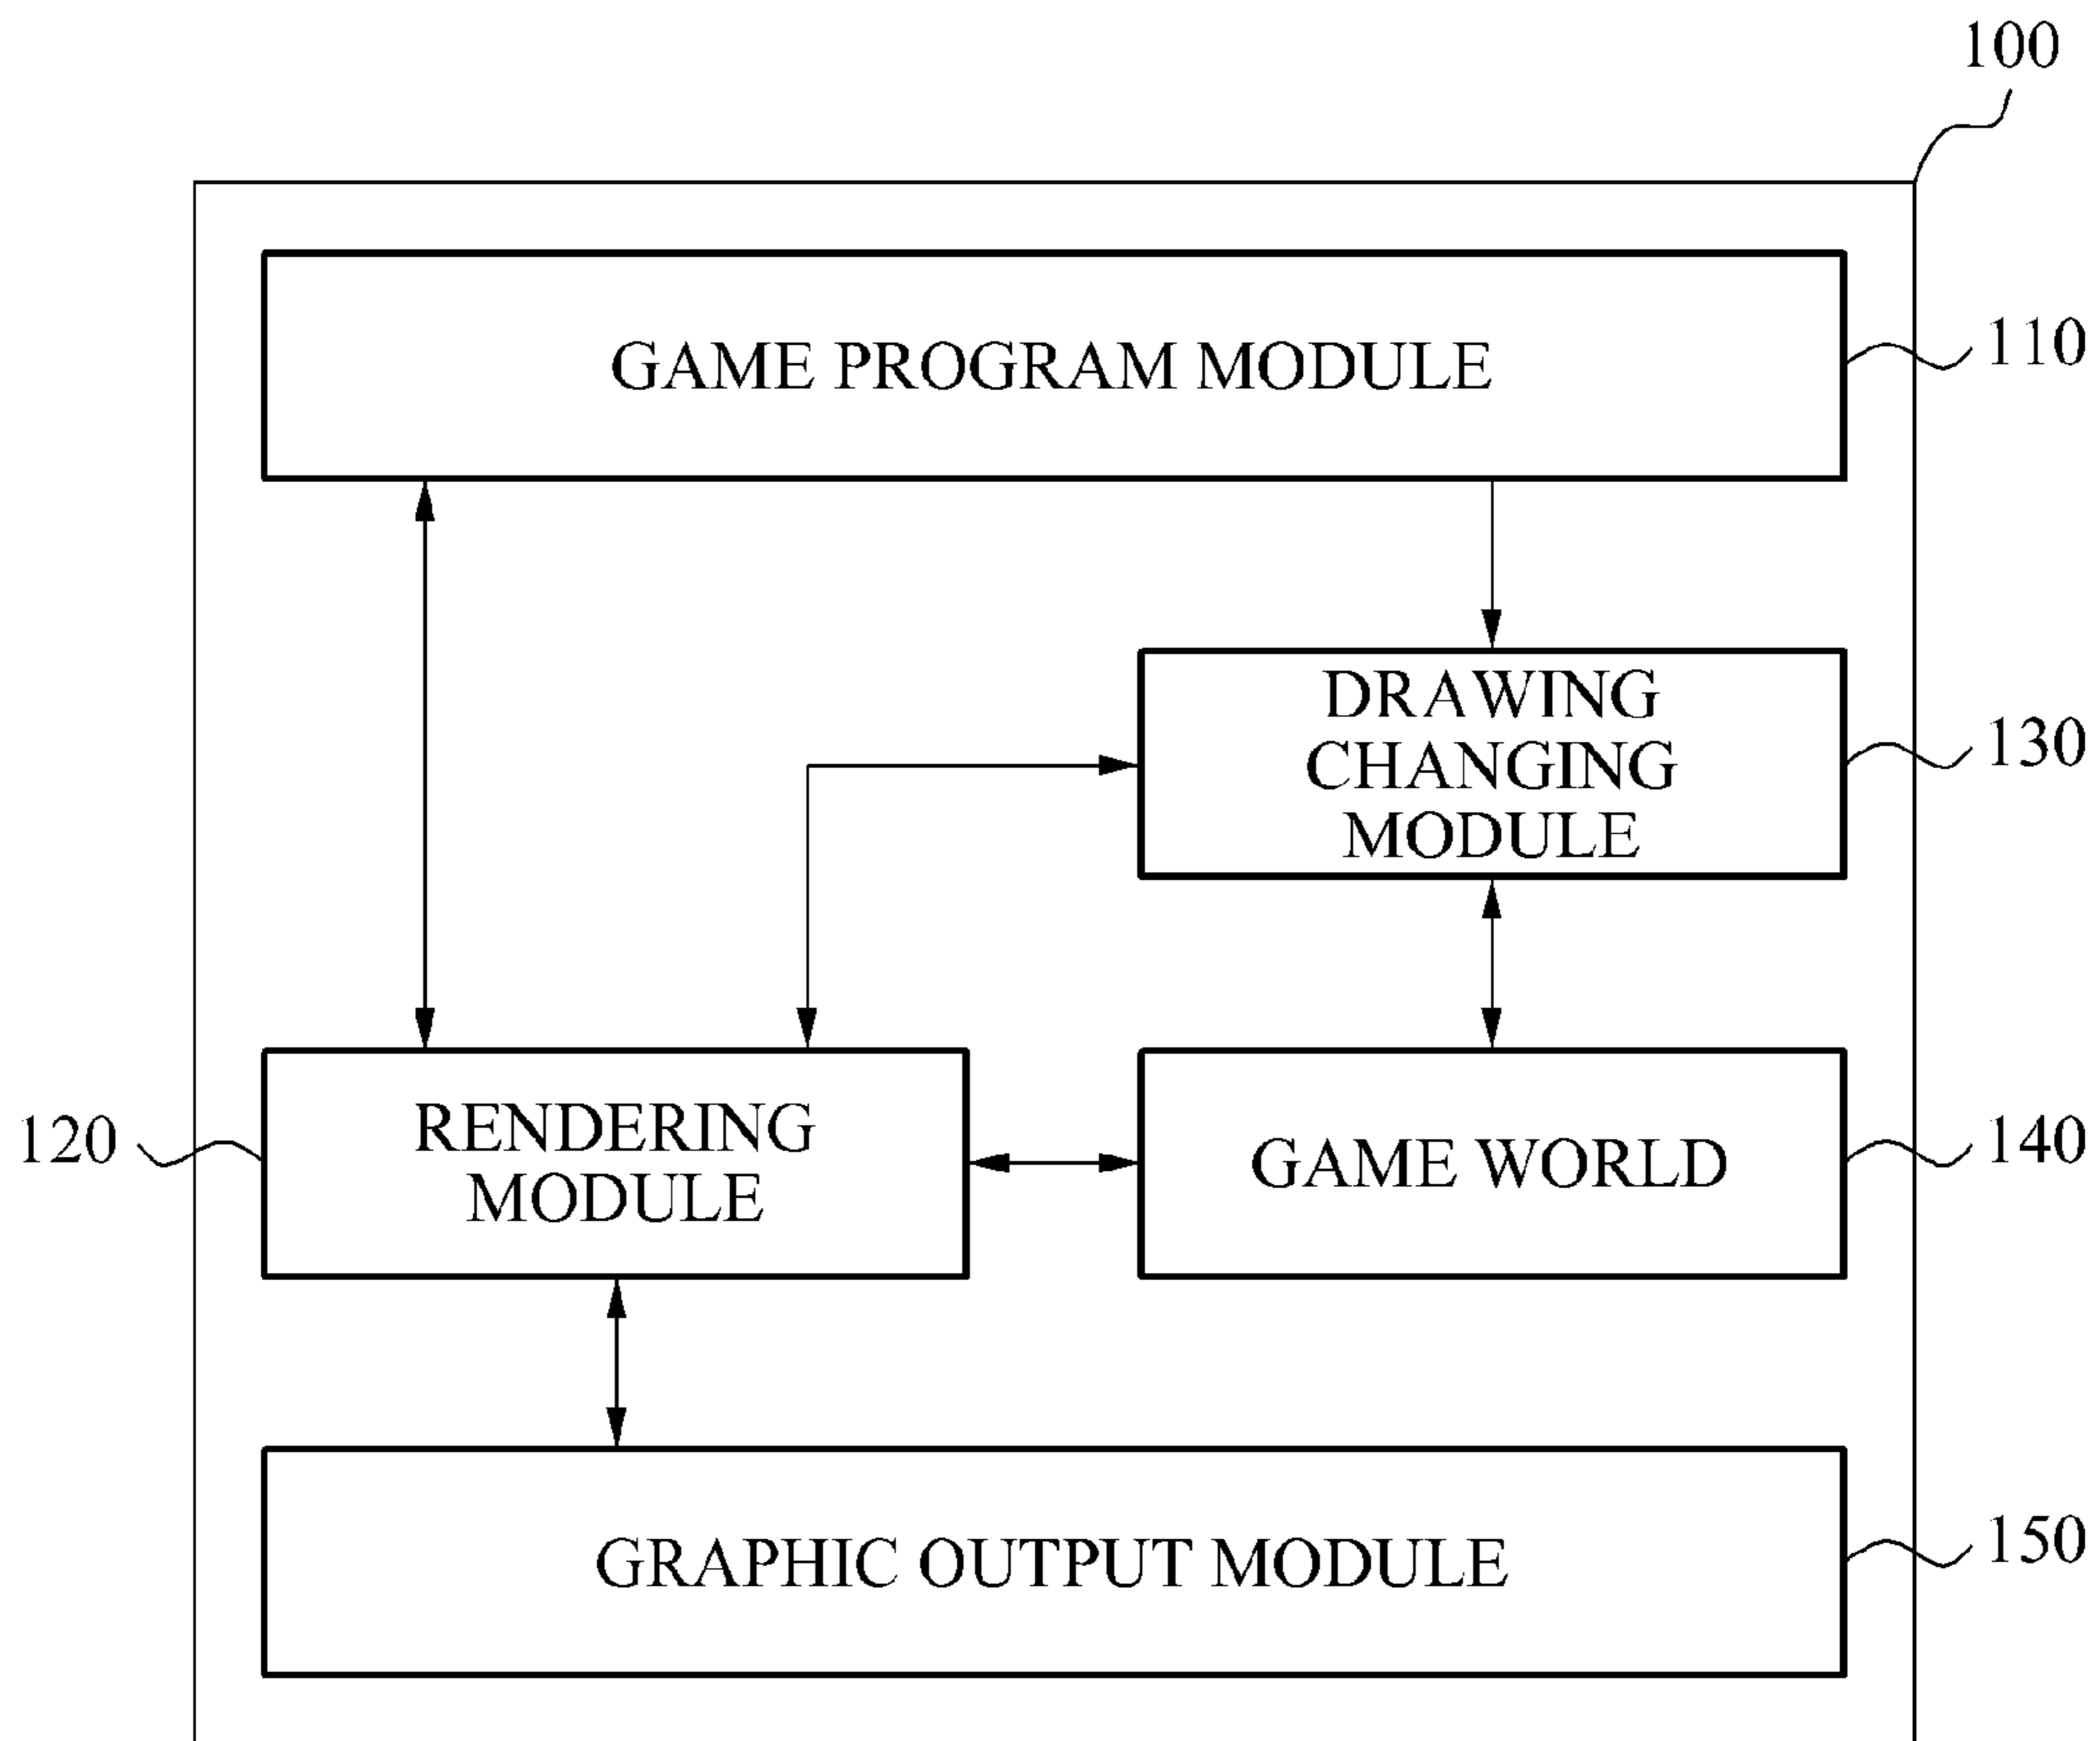 100
GAME PROGRAM MODULE
110
DRAWING
CHANGING
MODULE
130
120
RENDERING
MODULE
GAME WORLD
140
GRAPHIC OUTPUT MODULE
150